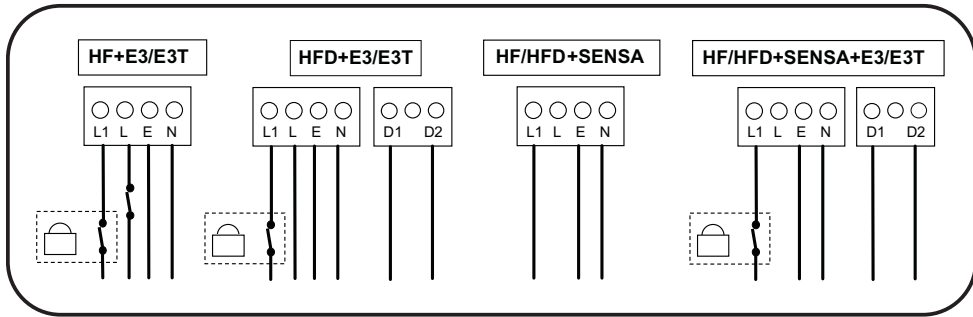 HF+E3/E3T
L1 L E N
HFD+E3/E3T
L1 L E N D1 D2
HF/HFD+SENSA
L1 L E N
HF/HFD+SENSA+E3/E3T
L1 L E N D1 D2